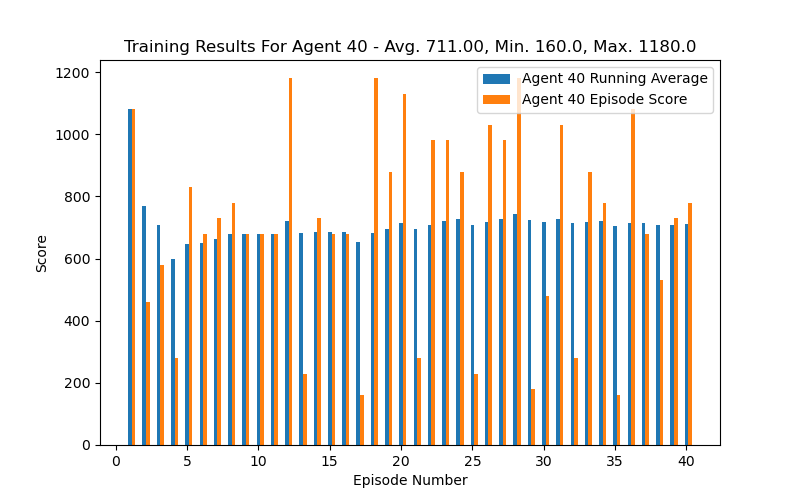 Training Results For Agent 40 - Avg. 711.00, Min. 160.0, Max. 1180.0
Agent 40 Running Average
Agent 40 Episode Score
1200
1000
800
600
400
200
0
Score
0 5 10 15 20 25 30 35 40
Episode Number